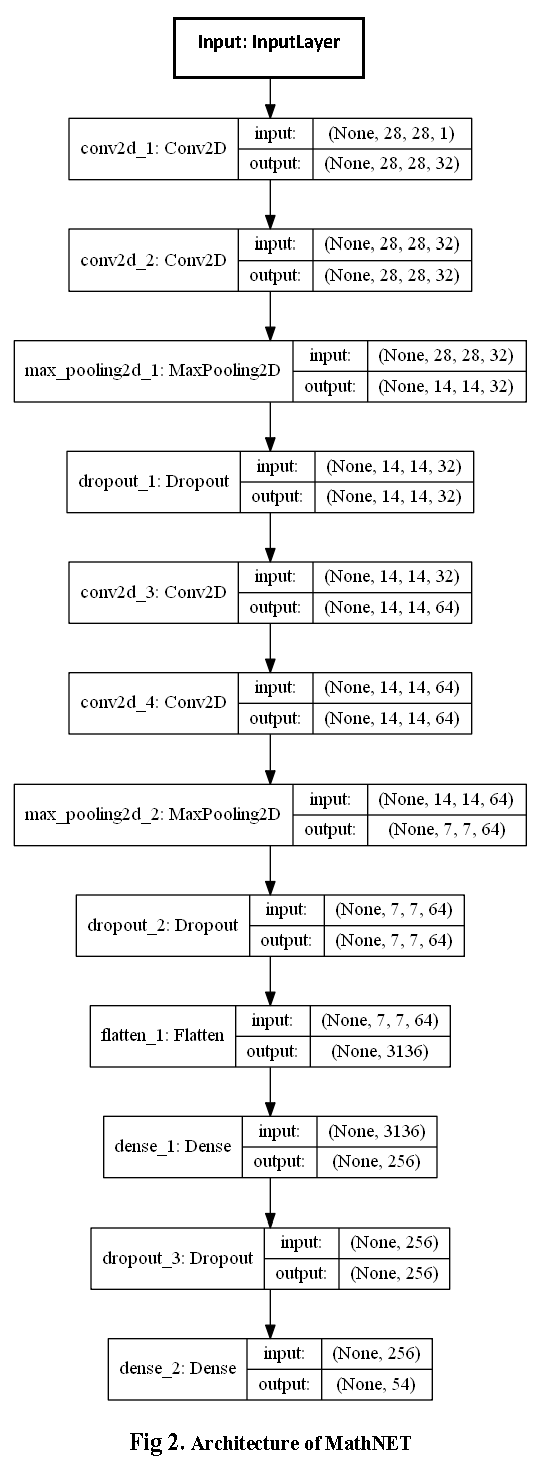 Input: InputLayer
conv2d_1: Conv2D input: (None, 28, 28, 1)
output: (None, 28, 28, 32)
conv2d_2: Conv2D input: (None, 28, 28, 32)
output: (None, 28, 28, 32)
max_pooling2d_1: MaxPooling2D input: (None, 28, 28, 32)
output: (None, 14, 14, 32)
dropout_1: Dropout input: (None, 14, 14, 32)
output: (None, 14, 14, 32)
conv2d_3: Conv2D input: (None, 14, 14, 32)
output: (None, 14, 14, 64)
conv2d_4: Conv2D input: (None, 14, 14, 64)
output: (None, 14, 14, 64)
max_pooling2d_2: MaxPooling2D input: (None, 14, 14, 64)
output: (None, 7, 7, 64)
dropout_2: Dropout input: (None, 7, 7, 64)
output: (None, 7, 7, 64)
flatten_1: Flatten input: (None, 7, 7, 64)
output: (None, 3136)
dense_1: Dense input: (None, 3136)
output: (None, 256)
dropout_3: Dropout input: (None, 256)
output: (None, 256)
dense_2: Dense input: (None, 256)
output: (None, 54)
Fig 2. Architecture of MathNET